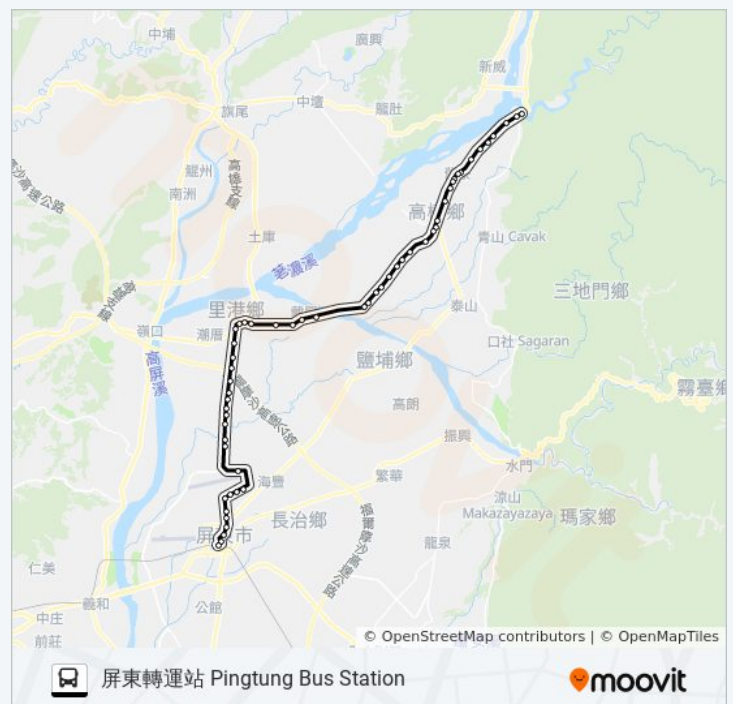 中埔
廣興
新威
旗尾
中壇
龍肚
鯤州
高橋支線
南洲
土庫
高
鄉
青山 Cavak
荖濃溪
三地門鄉
里港鄉
泰山
嶺口
潮厝
口社 Sagaran
高屏溪
鹽埔鄉
霧臺鄉
高朗
振興
繁華
水門
海豐
涼山
Makazayazaya
瑪家鄉
長治鄉
屏
市
龍泉
仁美
義和
公館
中庄
前莊
© OpenStreetMap contributors | © OpenMapTiles
屏東轉運站 Pingtung Bus Station
moovit